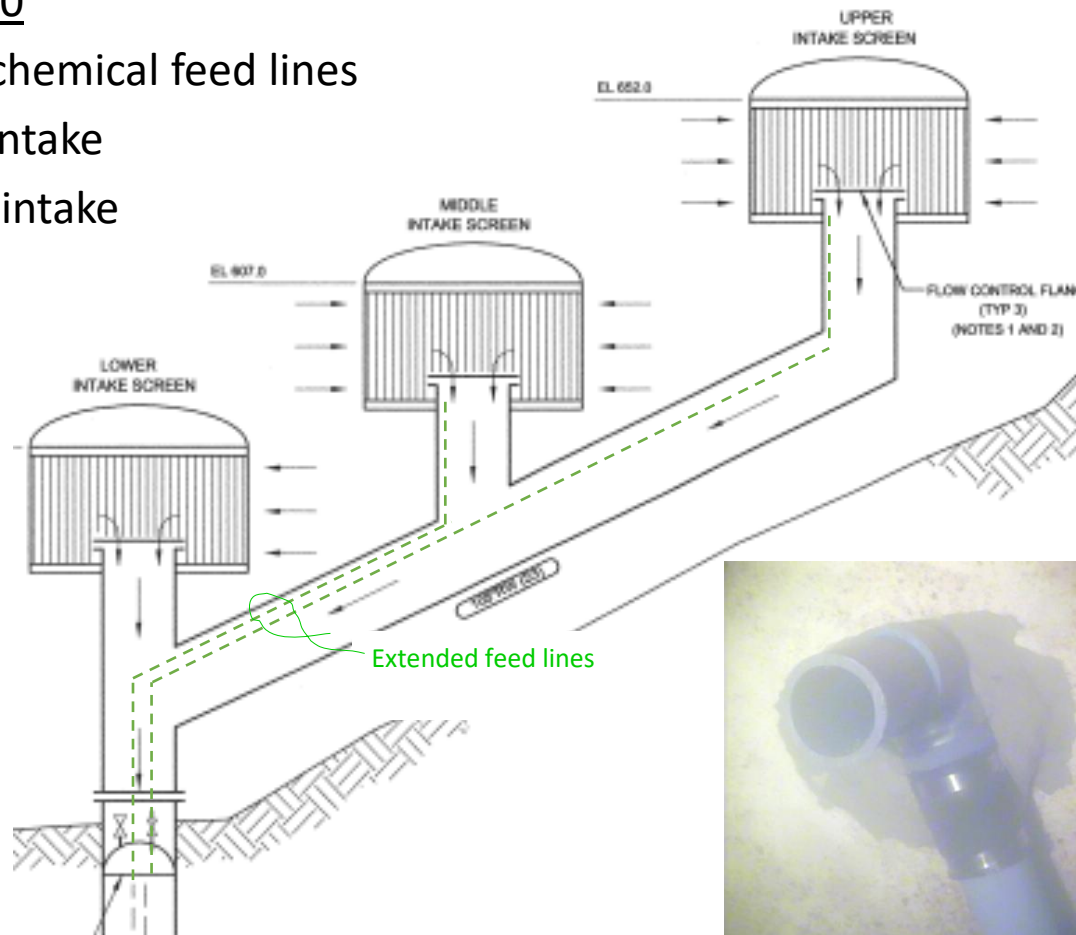 chemical feed lines
ntake
intake
UPPER
INTAKE SCREEN
EL 652.0
MIDDLE
INTAKE SCREEN
EL 607.0
FLOW CONTROL FLAN
(TYP 3)
(NOTES 1 AND 2)
LOWER
INTAKE SCREEN
Extended feed lines